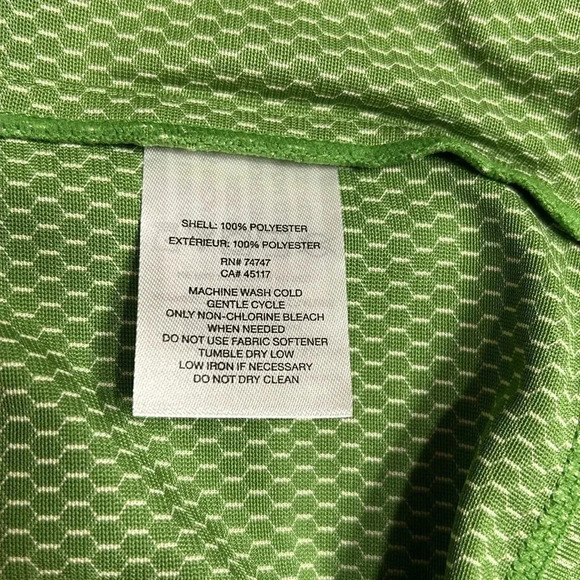 SHELL: 100% POLYESTER
EXTÉRIEUR: 100% POLYESTER
RN# 74747
CA# 45117
MACHINE WASH COLD
GENTLE CYCLE
ONLY NON-CHLORINE BLEACH
WHEN NEEDED
DO NOT USE FABRIC SOFTENER
TUMBLE DRY LOW
LOW IRON IF NECESSARY
DO NOT DRY CLEAN